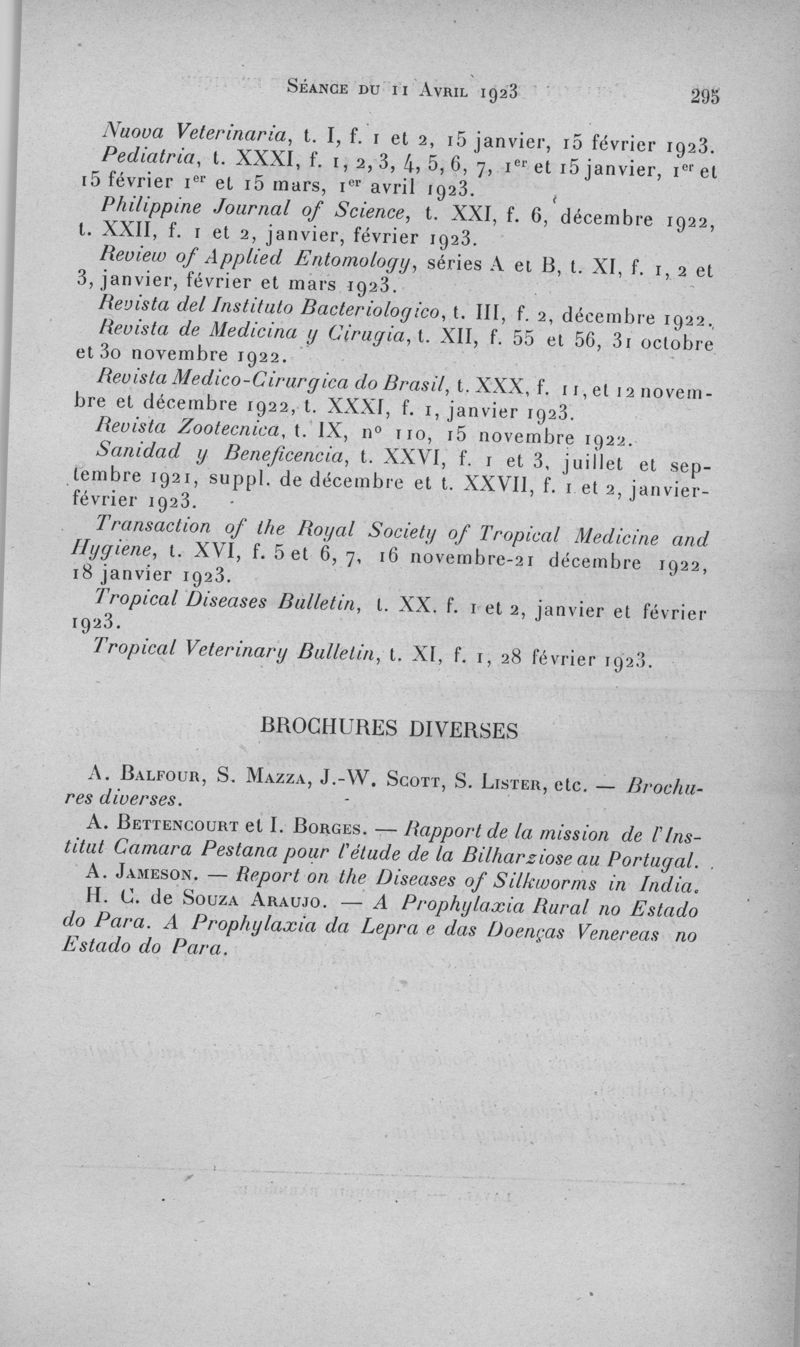 SÉANCE DU 11 AVRIL 1923
295
Nuova Veterinaria, t. I, f. 1 et 2, 15 janvier, 15 février 1923.
Pediatria, t. XXXI, f. 1, 2, 3, 4, 5, 6, 7, 1er et 15 janvier, 1er et
15 février 1er et 15 mars, 1er avril 1923.
Philippine Journal of Science, t. XXI, f. 6, décembre 1922,
t. XXII, f. 1 et 2, janvier, février 1923.
Review of Applied Entomology, séries A et B, t. XI, f. 1, 2 et
3, janvier, février et mars 1923.
Revista del Instituto Bacteriologico, t. III, f. 2, décembre 1922.
Revista de Medicina y Cirugia, t. XII, f. 55 et 56, 31 octobre
et 30 novembre 1922.
Revista Medico-Cirurgica do Brasil, t. XXX, f. 11, et 12 novem-
bre et décembre 1922, t. XXXI, f. 1, janvier 1923.
Revista Zootecnica, t. IX, n° 110, 15 novembre 1922.
Sanidad y Beneficencia, t. XXVI, f. 1 et 3, juillet et sep-
tembre 1921, suppl. de décembre et t. XXVII, f. 1 et 2, janvier-
février 1923.
Transaction of the Royal Society of Tropical Medicine and
Hygiene, t. XVI, f. 5 et 6, 7, 16 novembre-21 décembre 1922,
18 janvier 1923.
Tropical Diseases Bulletin, t. XX. f. 1 et 2, janvier et février
1923.
Tropical Veterinary Bulletin, t. XI, f. 1, 28 février 1923.
BROCHURES DIVERSES
A. BALFOUR, S. MAZZA, J.-W. SCOTT, S. LISTER, etc. — Brochu-
res diverses.
A. BETTENCOURT et I. BORGES. — Rapport de la mission de l'Ins-
titut Camara Pestana pour l'étude de la Bilharziose au Portugal.
A. JAMESON. — Report on the Diseases of Silkworms in India.
H. C. de SOUZA ARAUJO. — A Prophylaxia Rural no Estado
do Para. A Prophylaxia da Lepra e das Doenças Venereas no
Estado do Para.